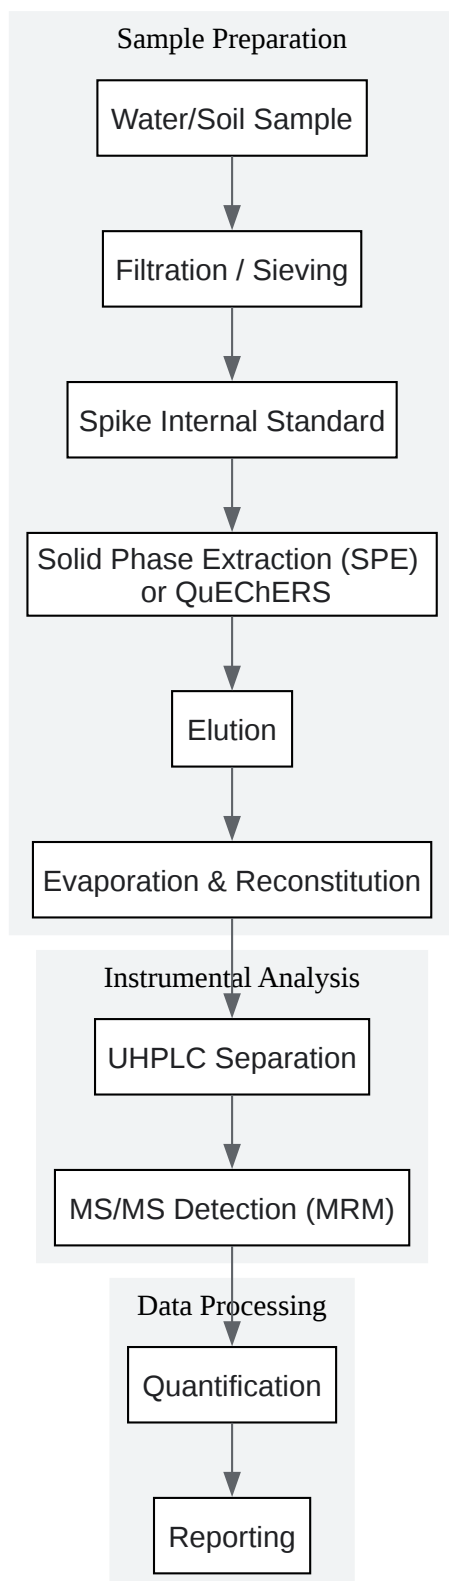 Sample Preparation
Water/Soil Sample
Filtration / Sieving
Spike Internal Standard
Solid Phase Extraction (SPE)
or QuEChERS
Elution
Evaporation & Reconstitution
Instrumental Analysis
UHPLC Separation
MS/MS Detection (MRM)
Data Processing
Quantification
Reporting